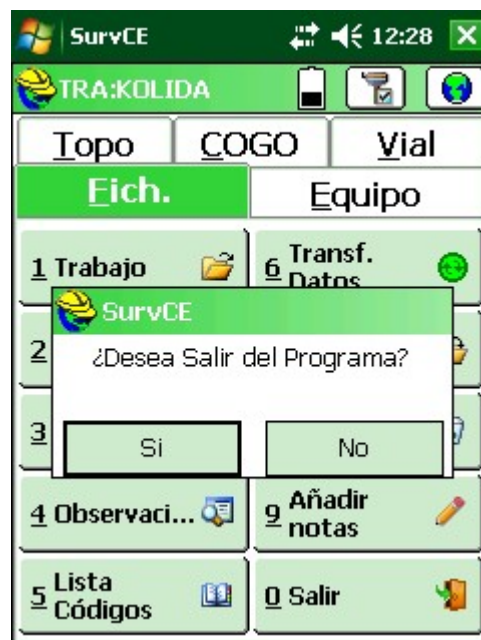 SurvCE 12:28
TRA:KOLIDA
Topo COGO Vial
Fich. Equipo
1 Trabajo 6 Transf. Datos
SurvCE
2
¿Desea Salir del Programa?
3
Si No
4 Observaci... 9 Añadir notas
5 Lista Códigos 0 Salir